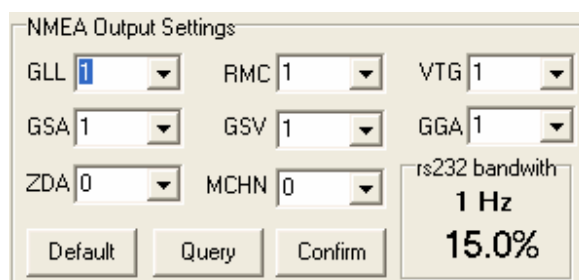 NMEA Output Settings
GLL 1 RMC 1 VTG 1
GSA 1 GSV 1 GGA 1
ZDA 0 MCHN 0
rs232 bandwith
1 Hz
15.0%
Default Query Confirm